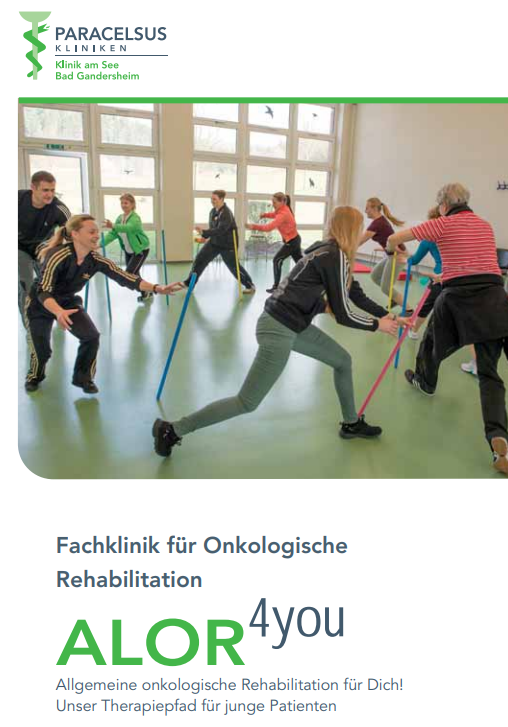 PARACELSUS
KLINIKEN
Klinik am See
Bad Gandersheim
Fachklinik für Onkologische
Rehabilitation
ALOR4you
Allgemeine onkologische Rehabilitation für Dich!
Unser Therapiepfad für junge Patienten